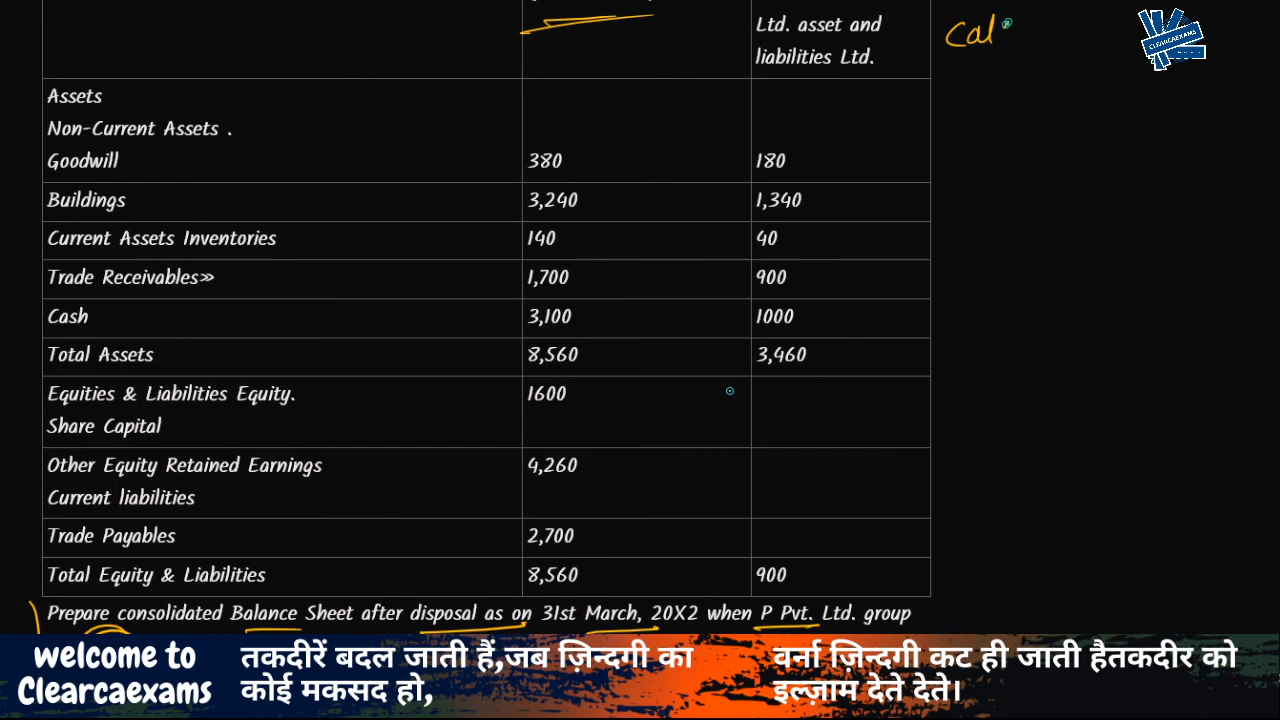 Ltd. asset and
liabilities Ltd.
Cal
CLEARCAEXAMS
Assets
Non-Current Assets .
Goodwill 380 180
Buildings 3,240 1,340
Current Assets Inventories 140 40
Trade Receivables» 1,700 900
Cash 3,100 1000
Total Assets 8,560 3,460
Equities & Liabilities Equity. 1600
Share Capital
Other Equity Retained Earnings 4,260
Current liabilities
Trade Payables 2,700
Total Equity & Liabilities 8,560 900
Prepare consolidated Balance Sheet after disposal as on 31st March, 20X2 when P Pvt. Ltd. group
welcome to
Clearcaexams
तकदीरें बदल जाती हैं,जब ज़िन्दगी का
कोई मकसद हो,
वर्ना ज़िन्दगी कट ही जाती हैतकदीर को
इल्ज़ाम देते देते।